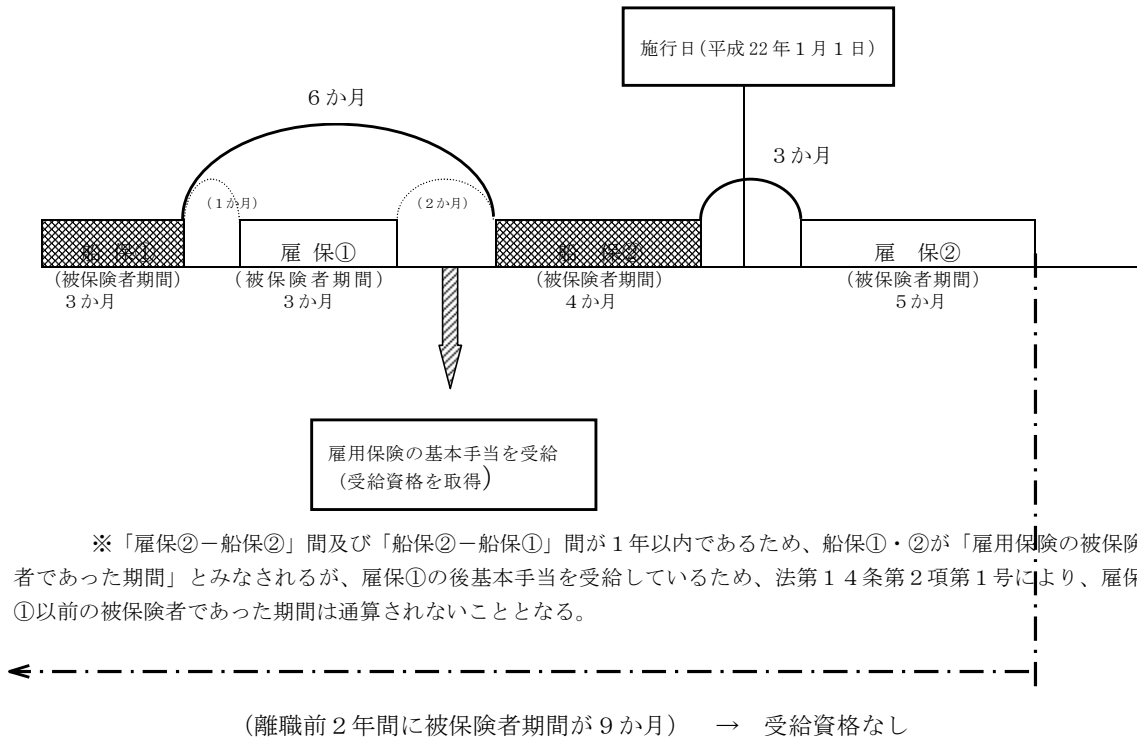 施行日(平成22年1月1日)
6か月
3か月
(1か月)
(2か月)
船 保①
雇 保①
船 保②
雇 保②
(被保険者期間)
3か月
(被保険者期間)
3か月
(被保険者期間)
4か月
(被保険者期間)
5か月
雇用保険の基本手当を受給
(受給資格を取得)
※「雇保②-船保②」間及び「船保②-船保①」間が1年以内であるため、船保①・②が「雇用保険の被保険
者であった期間」とみなされるが、雇保①の後基本手当を受給しているため、法第14条第2項第1号により、雇保
①以前の被保険者であった期間は通算されないこととなる。
(離職前2年間に被保険者期間が9か月) → 受給資格なし